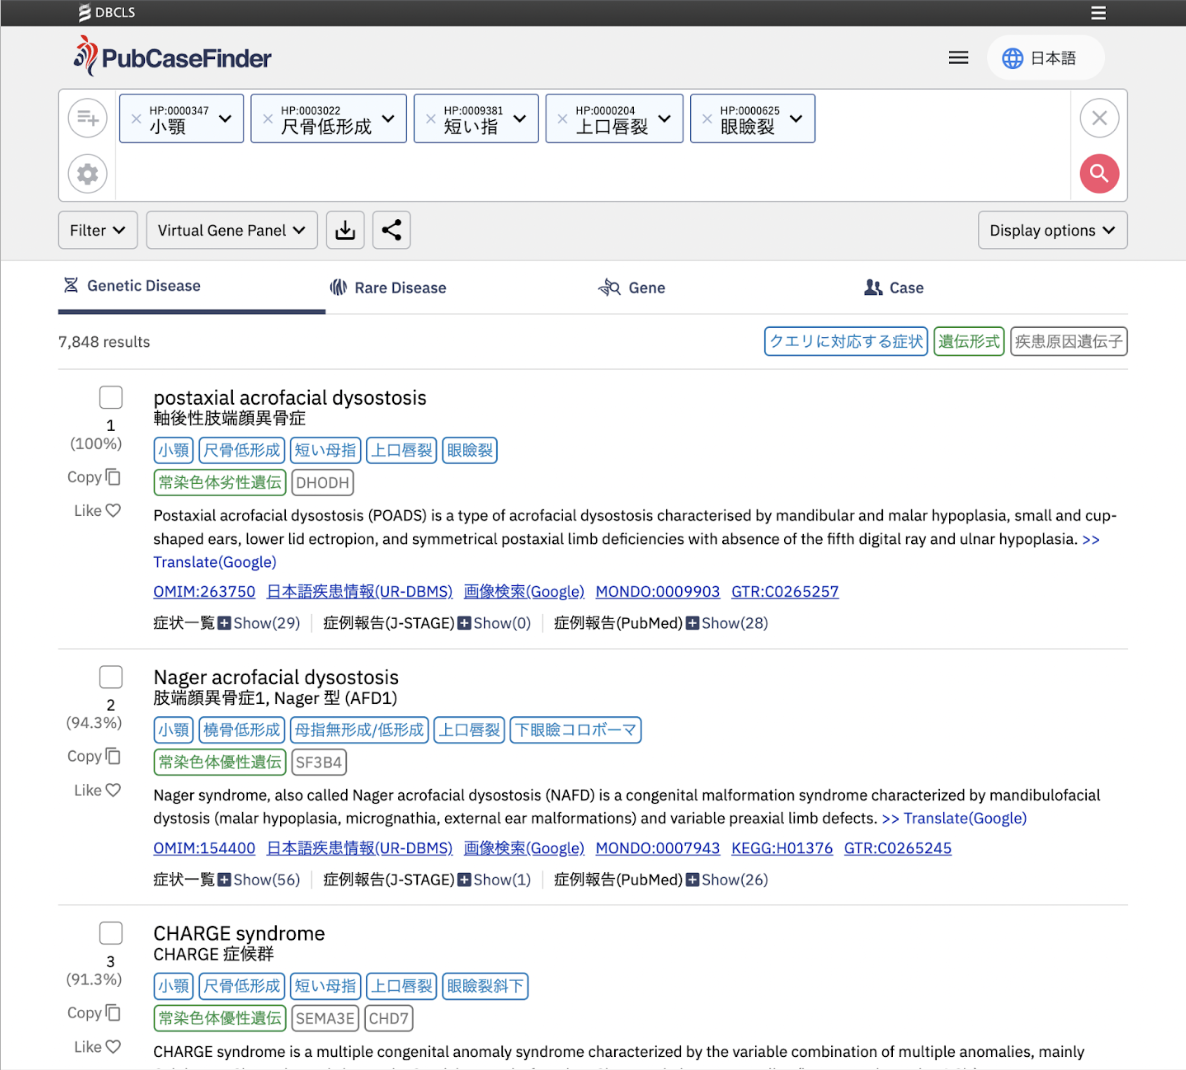 DBCLS
PubCaseFinder
日本語
HP:0000347 HP:0003022 HP:0009381 HP:0000204 HP:0000625
小顎 尺骨低形成 短い指 上口唇裂 眼瞼裂
Filter Virtual Gene Panel Display options
Genetic Disease Rare Disease Gene Case
7,848 results クエリに対応する症状 遺伝形式 疾患原因遺伝子
postaxial acrofacial dysostosis
軸後性肢端顔異骨症
1
(100%)
小顎 尺骨低形成 短い母指 上口唇裂 眼瞼裂
Copy 常染色体劣性遺伝 DHODH
Like Postaxial acrofacial dysostosis (POADS) is a type of acrofacial dysostosis characterised by mandibular and malar hypoplasia, small and cup-
shaped ears, lower lid ectropion, and symmetrical postaxial limb deficiencies with absence of the fifth digital ray and ulnar hypoplasia. >>
Translate(Google)
OMIM:263750 日本語疾患情報(UR-DBMS) 画像検索(Google) MONDO:0009903 GTR:C0265257
症状一覧 Show(29) 症例報告(J-STAGE) Show(0) 症例報告(PubMed) Show(28)
Nager acrofacial dysostosis
肢端顔異骨症1, Nager 型 (AFD1)
2
(94.3%)
小顎 橈骨低形成 母指無形成/低形成 上口唇裂 下眼瞼コロボーマ
Copy 常染色体優性遺伝 SF3B4
Like Nager syndrome, also called Nager acrofacial dysostosis (NAFD) is a congenital malformation syndrome characterized by mandibulofacial
dystosis (malar hypoplasia, micrognathia, external ear malformations) and variable preaxial limb defects. >> Translate(Google)
OMIM:154400 日本語疾患情報(UR-DBMS) 画像検索(Google) MONDO:0007943 KEGG:H01376 GTR:C0265245
症状一覧 Show(56) 症例報告(J-STAGE) Show(1) 症例報告(PubMed) Show(26)
CHARGE syndrome
CHARGE 症候群
3
(91.3%)
小顎 尺骨低形成 短い母指 上口唇裂 眼瞼裂斜下
Copy 常染色体優性遺伝 SEMA3E CHD7
Like CHARGE syndrome is a multiple congenital anomaly syndrome characterized by the variable combination of multiple anomalies, mainly